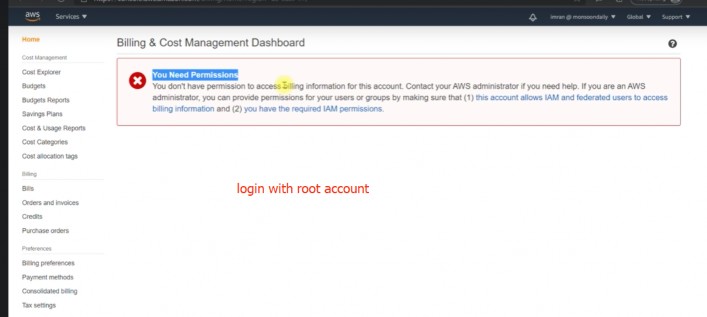 aws Services ▼ Imran @ monsoondaily ▼ Global ▼ Support ▼
Home
Billing & Cost Management Dashboard
Cost Management
Cost Explorer
Budgets
Budgets Reports
Savings Plans
Cost & Usage Reports
Cost Categories
Cost allocation tags
Billing
Bills
Orders and Invoices
Credits
Purchase orders
Preferences
Billing preferences
Payment methods
Consolidated billing
Tax settings
You Need Permissions
You don't have permission to access billing information for this account. Contact your AWS administrator if you need help. If you are an AWS
administrator, you can provide permissions for your users or groups by making sure that (1) this account allows IAM and federated users to access
billing information and (2) you have the required IAM permissions.
login with root account